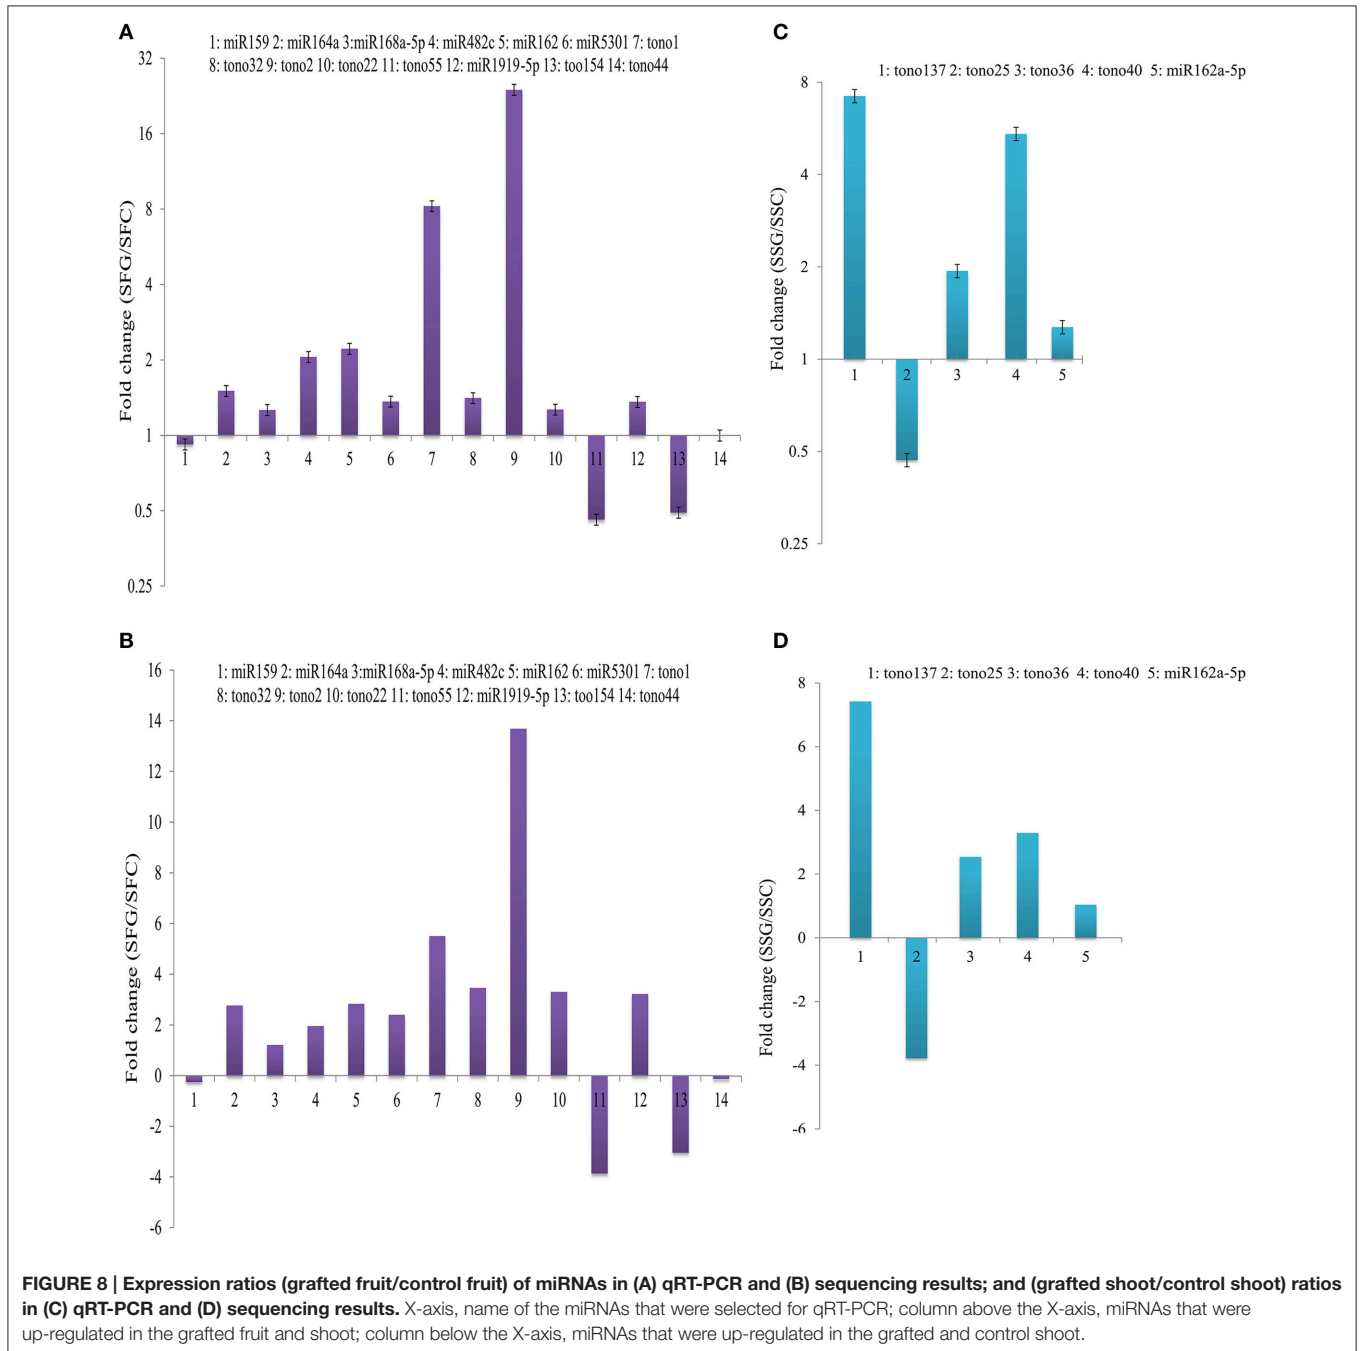 A
1: miR159 2: miR164a 3:miR168a-5p 4: miR482c 5: miR162 6: miR5301 7: tono1
8: tono32 9: tono2 10: tono22 11: tono55 12: miR1919-5p 13: too154 14: tono44
32
16
8
4
2
1
0.5
0.25
Fold change (SFG/SFC)
1 2 3 4 5 6 7 8 9 10 11 12 13 14
C
1: tono137 2: tono25 3: tono36 4: tono40 5: miR162a-5p
8
4
2
1
0.5
0.25
Fold change (SSG/SSC)
1 2 3 4 5
B
1: miR159 2: miR164a 3:miR168a-5p 4: miR482c 5: miR162 6: miR5301 7: tono1
8: tono32 9: tono2 10: tono22 11: tono55 12: miR1919-5p 13: too154 14: tono44
16
14
12
10
8
6
4
2
0
-2
-4
-6
Fold change (SFG/SFC)
1 2 3 4 5 6 7 8 9 10 11 12 13 14
D
1: tono137 2: tono25 3: tono36 4: tono40 5: miR162a-5p
8
6
4
2
0
-2
-4
-6
Fold change (SSG/SSC)
1 2 3 4 5
FIGURE 8 | Expression ratios (grafted fruit/control fruit) of miRNAs in (A) qRT-PCR and (B) sequencing results; and (grafted shoot/control shoot) ratios
in (C) qRT-PCR and (D) sequencing results. X-axis, name of the miRNAs that were selected for qRT-PCR; column above the X-axis, miRNAs that were
up-regulated in the grafted fruit and shoot; column below the X-axis, miRNAs that were up-regulated in the grafted and control shoot.